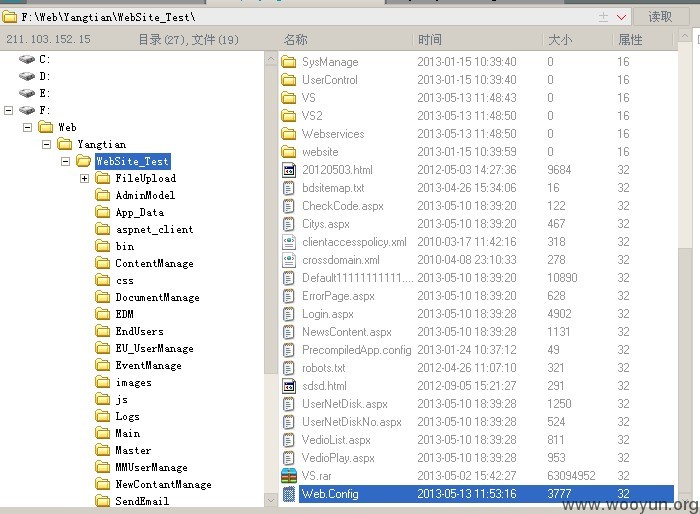 F:\Web\Yangtian\WebSite_Test\
读取
211.103.152.15 目录(27),文件(19)
名称 时间 大小 属性
C:
D:
E:
F:
Web
Yangtian
WebSite_Test
FileUpload
AdminModel
App_Data
aspnet_client
bin
ContentManage
css
DocumentManage
EDM
EndUsers
EU_UserManage
EventManage
images
js
Logs
Main
Master
MMUserManage
NewContantManage
SendEmail
SysManage 2013-01-15 10:39:40 0 16
UserControl 2013-01-15 10:39:40 0 16
VS 2013-05-13 11:48:43 0 16
VS2 2013-05-13 11:48:50 0 16
Webservices 2013-05-13 11:48:50 0 16
website 2013-01-15 10:39:59 0 16
20120503.html 2012-05-03 14:27:36 9684 32
bdsitemap.txt 2013-04-26 15:34:06 16 32
CheckCode.aspx 2013-05-10 18:39:20 122 32
Citys.aspx 2013-05-10 18:39:20 467 32
clientaccesspolicy.xml 2010-03-17 11:42:16 318 32
crossdomain.xml 2010-04-08 23:10:33 278 32
Default11111111111.... 2013-05-10 18:39:20 10890 32
ErrorPage.aspx 2013-05-10 18:39:20 628 32
Login.aspx 2013-05-10 18:39:28 4902 32
NewsContent.aspx 2013-05-10 18:39:28 1131 32
PrecompiledApp.config 2013-01-24 10:37:12 49 32
robots.txt 2012-04-26 11:07:10 321 32
sdsd.html 2012-09-05 15:21:27 291 32
UserNetDisk.aspx 2013-05-10 18:39:28 1250 32
UserNetDiskNo.aspx 2013-05-10 18:39:28 524 32
VedioList.aspx 2013-05-10 18:39:28 811 32
VedioPlay.aspx 2013-05-10 18:39:28 953 32
VS.rar 2013-05-02 15:42:27 63094952 32
Web.Config 2013-05-13 11:53:16 3777 32
www.wooyun.org